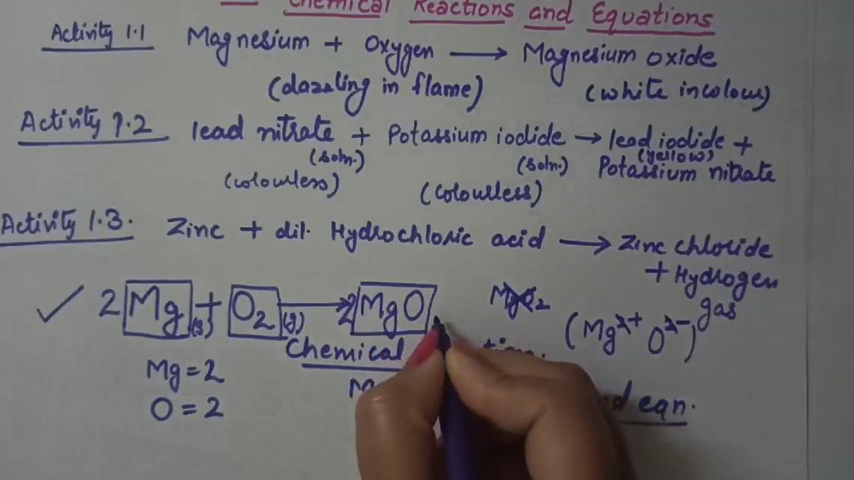 Chemical Reactions and Equations
Activity 1.1 Magnesium + Oxygen → Magnesium oxide
(dazzling in flame) (white in colour)
Activity 1.2 lead nitrate + Potassium iodide → lead iodide +
(soln.) (soln.) (yellow) Potassium nitrate
(colourless) (colourless)
Activity 1.3. Zinc + dil. Hydrochloric acid → Zinc chloride
+ Hydrogen
gas
2 Mg(s) + O2(g) → 2 MgO MgO2 (Mg2+ O2-)
Chemical
Mg = 2
O = 2 eqn.